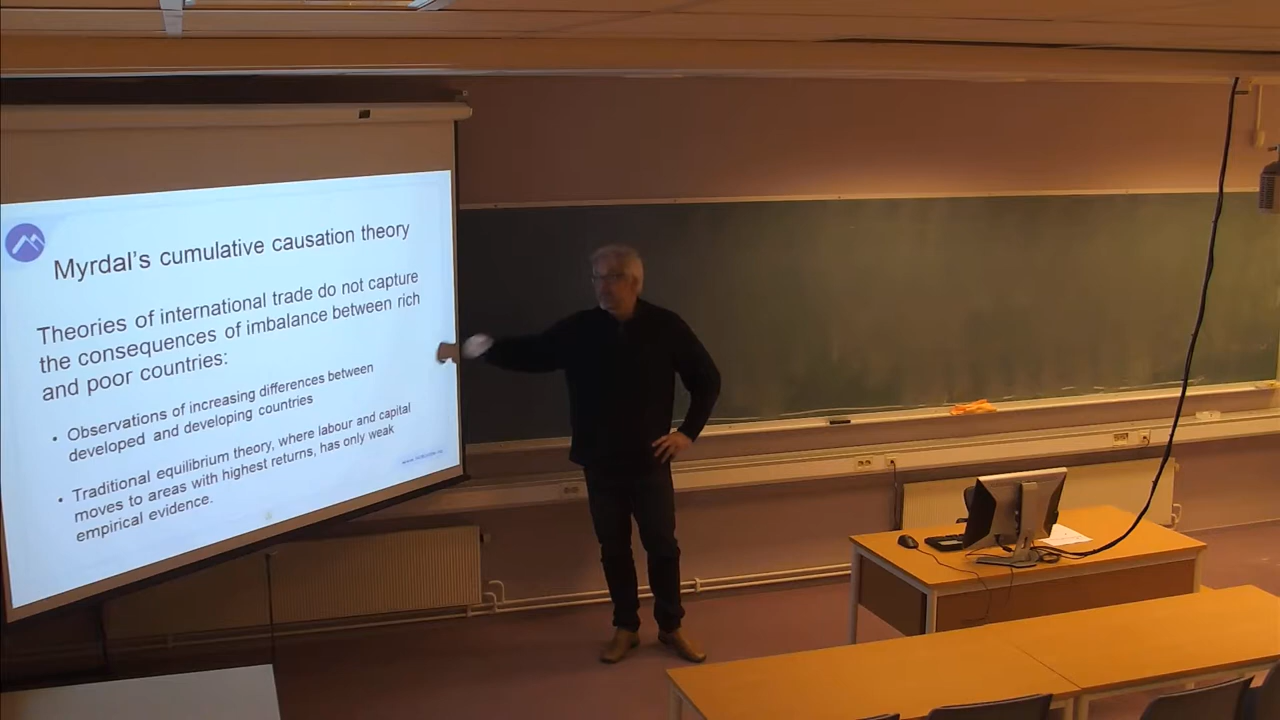 Myrdal's cumulative causation theory
Theories of international trade do not capture
the consequences of imbalance between rich
and poor countries:
• Observations of increasing differences between
developed and developing countries
• Traditional equilibrium theory, where labour and capital
moves to areas with highest returns, has only weak
empirical evidence.